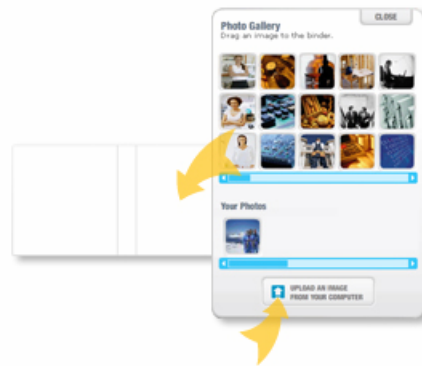 CLOSE
Photo Gallery
Drag an image to the binder.
Your Photos
UPLOAD AN IMAGE
FROM YOUR COMPUTER